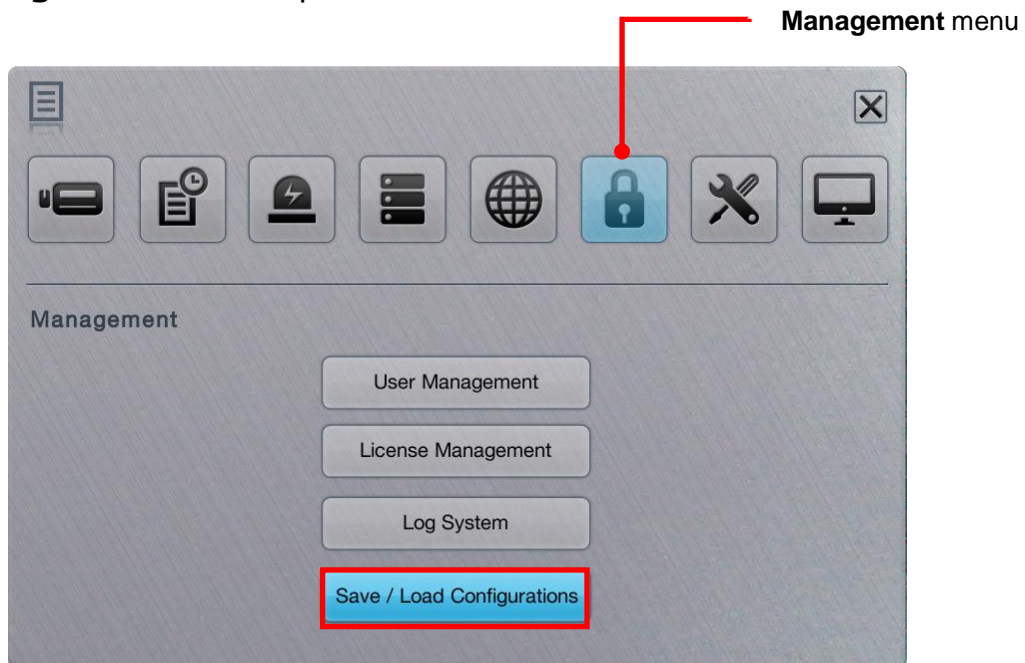 Management menu
Management
User Management
License Management
Log System
Save / Load Configurations